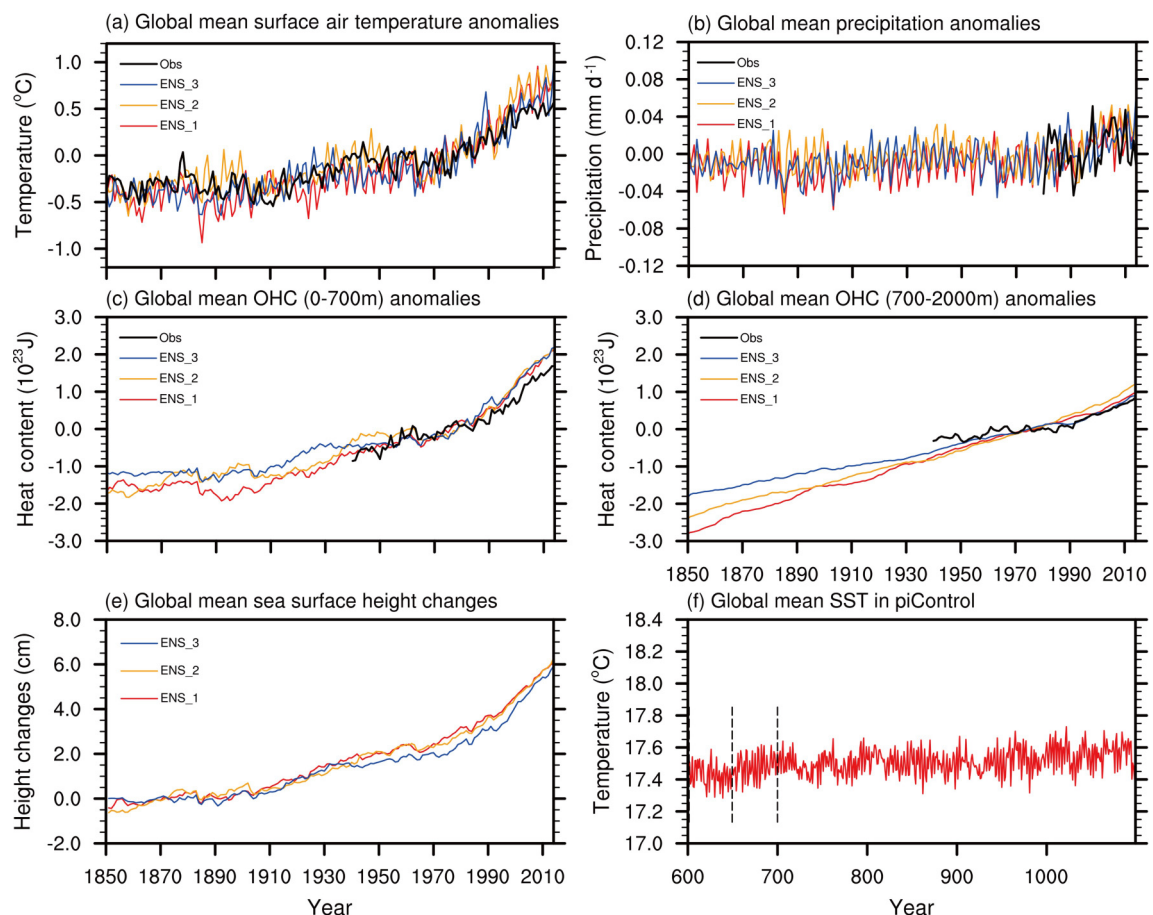 (a) Global mean surface air temperature anomalies
Temperature (°C)
1.0
0.5
0.0
-0.5
-1.0
Obs
ENS_3
ENS_2
ENS_1
(b) Global mean precipitation anomalies
Precipitation (mm d⁻¹)
0.12
0.08
0.04
0.00
-0.04
-0.08
-0.12
Obs
ENS_3
ENS_2
ENS_1
(c) Global mean OHC (0-700m) anomalies
Heat content (10²³J)
3.0
2.0
1.0
0.0
-1.0
-2.0
-3.0
Obs
ENS_3
ENS_2
ENS_1
(d) Global mean OHC (700-2000m) anomalies
Heat content (10²³J)
3.0
2.0
1.0
0.0
-1.0
-2.0
-3.0
Obs
ENS_3
ENS_2
ENS_1
1850 1870 1890 1910 1930 1950 1970 1990 2010
(e) Global mean sea surface height changes
Height changes (cm)
8.0
6.0
4.0
2.0
0.0
-2.0
ENS_3
ENS_2
ENS_1
1850 1870 1890 1910 1930 1950 1970 1990 2010
Year
(f) Global mean SST in piControl
Temperature (°C)
18.4
18.2
18.0
17.8
17.6
17.4
17.2
17.0
600 700 800 900 1000
Year